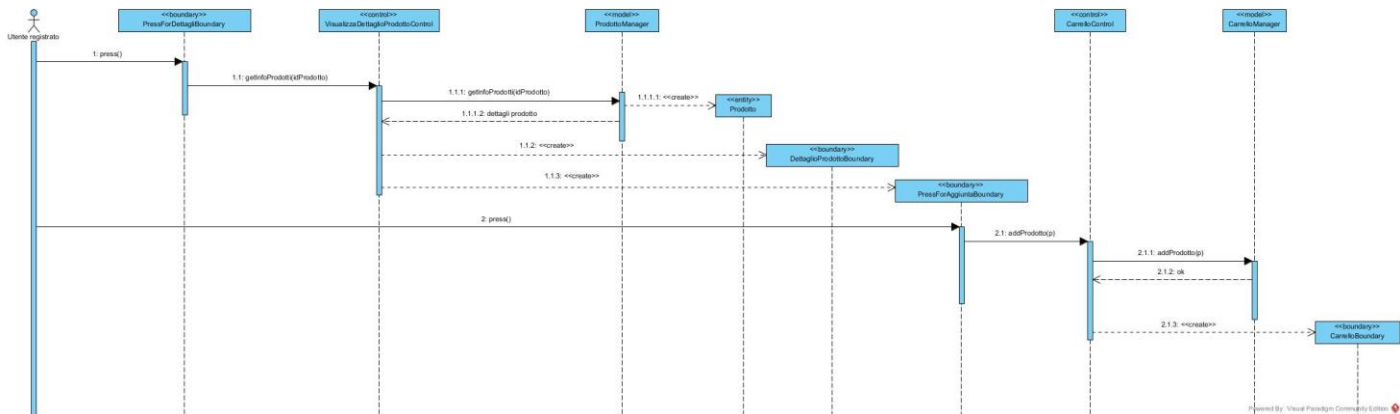 <<boundary>>
PressForDettagliBoundary
<<control>>
VisualizzaDettaglioProdottoControl
<<model>>
ProdottoManager
<<control>>
CarrelloControl
<<model>>
CarrelloManager
Utente registrato
1: press()
1.1: getInfoProdotti(idProdotto)
1.1.1: getInfoProdotti(idProdotto)
1.1.1.1: <<create>>
<<entity>>
Prodotto
1.1.1.2: dettagli prodotto
1.1.2: <<create>>
<<boundary>>
DettaglioProdottoBoundary
1.1.3: <<create>>
<<boundary>>
PressForAggiuntaBoundary
2: press()
2.1: addProdotto(p)
2.1.1: addProdotto(p)
2.1.2: ok
2.1.3: <<create>>
<<boundary>>
CarrelloBoundary
Powered By Visual Paradigm Community Edition